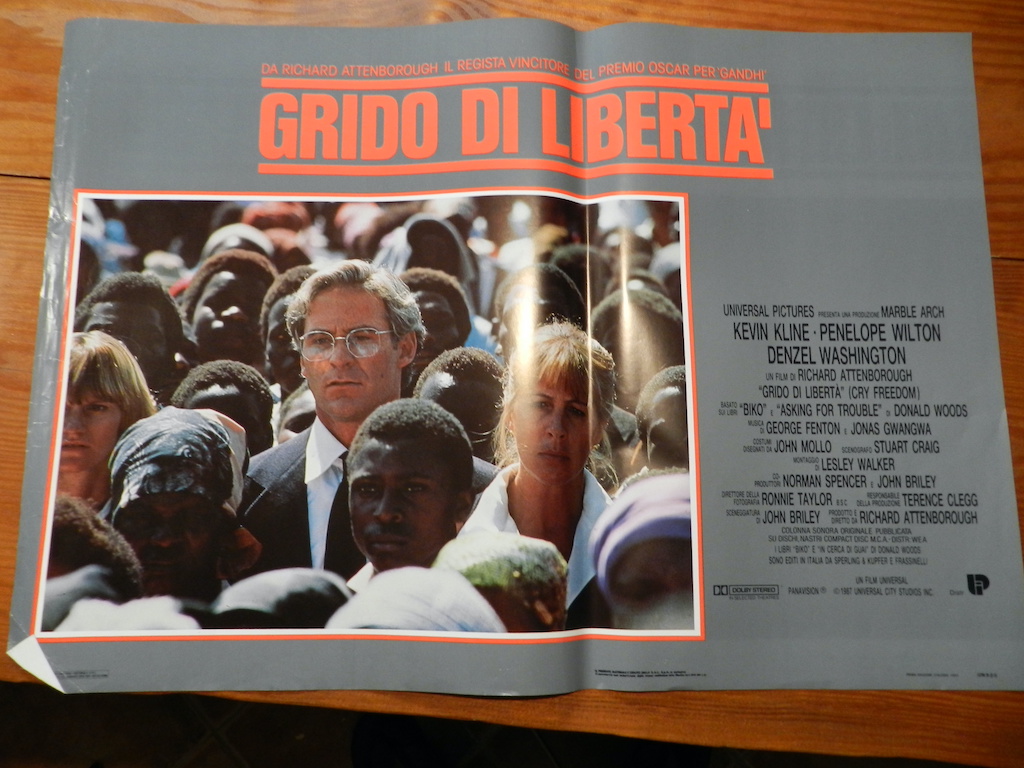 DA RICHARD ATTENBOROUGH IL REGISTA VINCITORE DEL PREMIO OSCAR PER 'GANDHI'
GRIDO DI LIBERTA'
UNIVERSAL PICTURES PRESENTA UNA PRODUZIONE MARBLE ARCH
KEVIN KLINE · PENELOPE WILTON
DENZEL WASHINGTON
UN FILM DI RICHARD ATTENBOROUGH
"GRIDO DI LIBERTÀ" (CRY FREEDOM)
BASATO SUI LIBRI "BIKO" E "ASKING FOR TROUBLE" DI DONALD WOODS
MUSICA DI GEORGE FENTON E JONAS GWANGWA
COSTUMI DISEGNATI DA JOHN MOLLO SCENOGRAFO STUART CRAIG
MONTAGGIO DI LESLEY WALKER
CO-PRODUTTORI NORMAN SPENCER E JOHN BRILEY
DIRETTORE DELLA FOTOGRAFIA RONNIE TAYLOR B.S.C. RESPONSABILE DELLA PRODUZIONE TERENCE CLEGG
SCENEGGIATURA DI JOHN BRILEY PRODOTTO E DIRETTO DA RICHARD ATTENBOROUGH
COLONNA SONORA ORIGINALE PUBBLICATA
SU DISCHI, NASTRI COMPACT DISC M.C.A.-DISTR. W.E.A.
I LIBRI "BIKO" E "IN CERCA DI GUAI" DI DONALD WOODS
SONO EDITI IN ITALIA DA SPERLING & KUPFER E FRASSINELLI
UN FILM UNIVERSAL
DOLBY STEREO PANAVISION ® © 1987 UNIVERSAL CITY STUDIOS INC.
IN SELECTED THEATRES